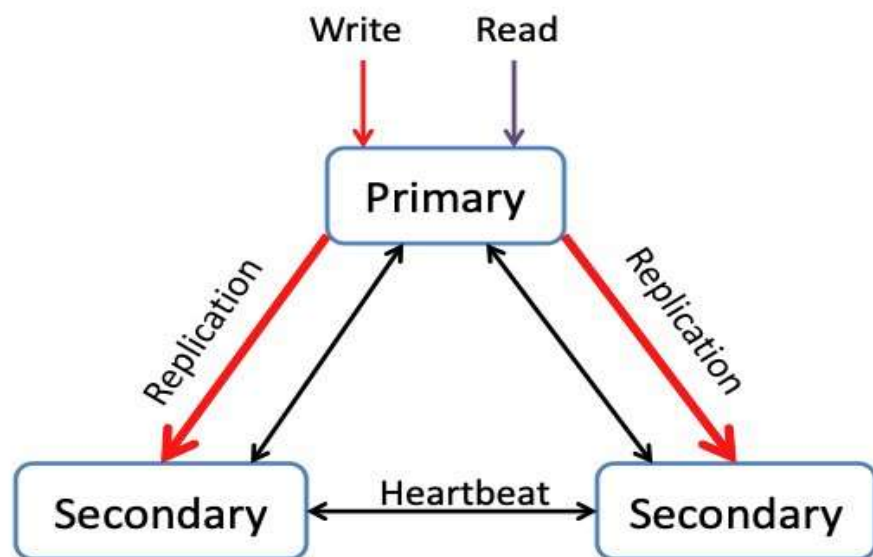 Write Read
Primary
Replication
Replication
Heartbeat
Secondary
Secondary